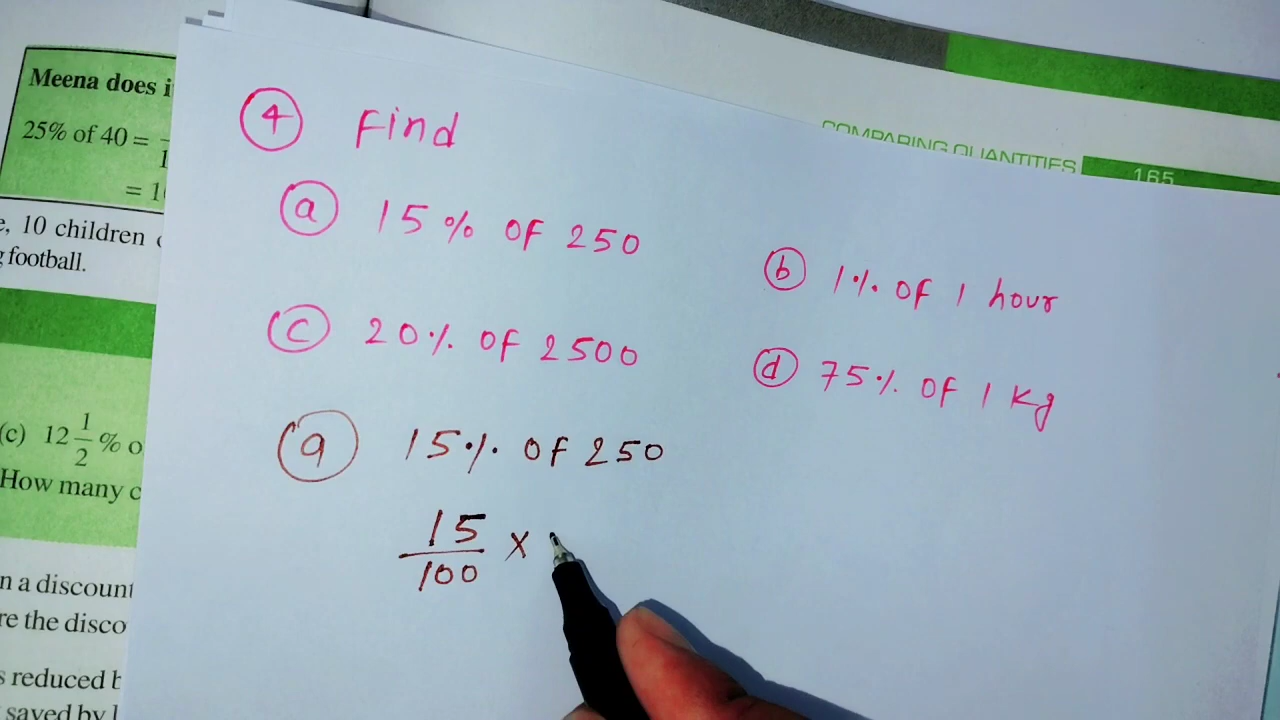 Meena does i
25% of 40 =
= 1
, 10 children
football.
(c) 12 1/2 % o
How many c
n a discount
re the disco
s reduced b
saved by
COMPARING QUANTITIES 165
4 Find
a 15% of 250
b 1% of 1 hour
c 20% of 2500
d 75% of 1 kg
a 15% of 250
15/100 ×